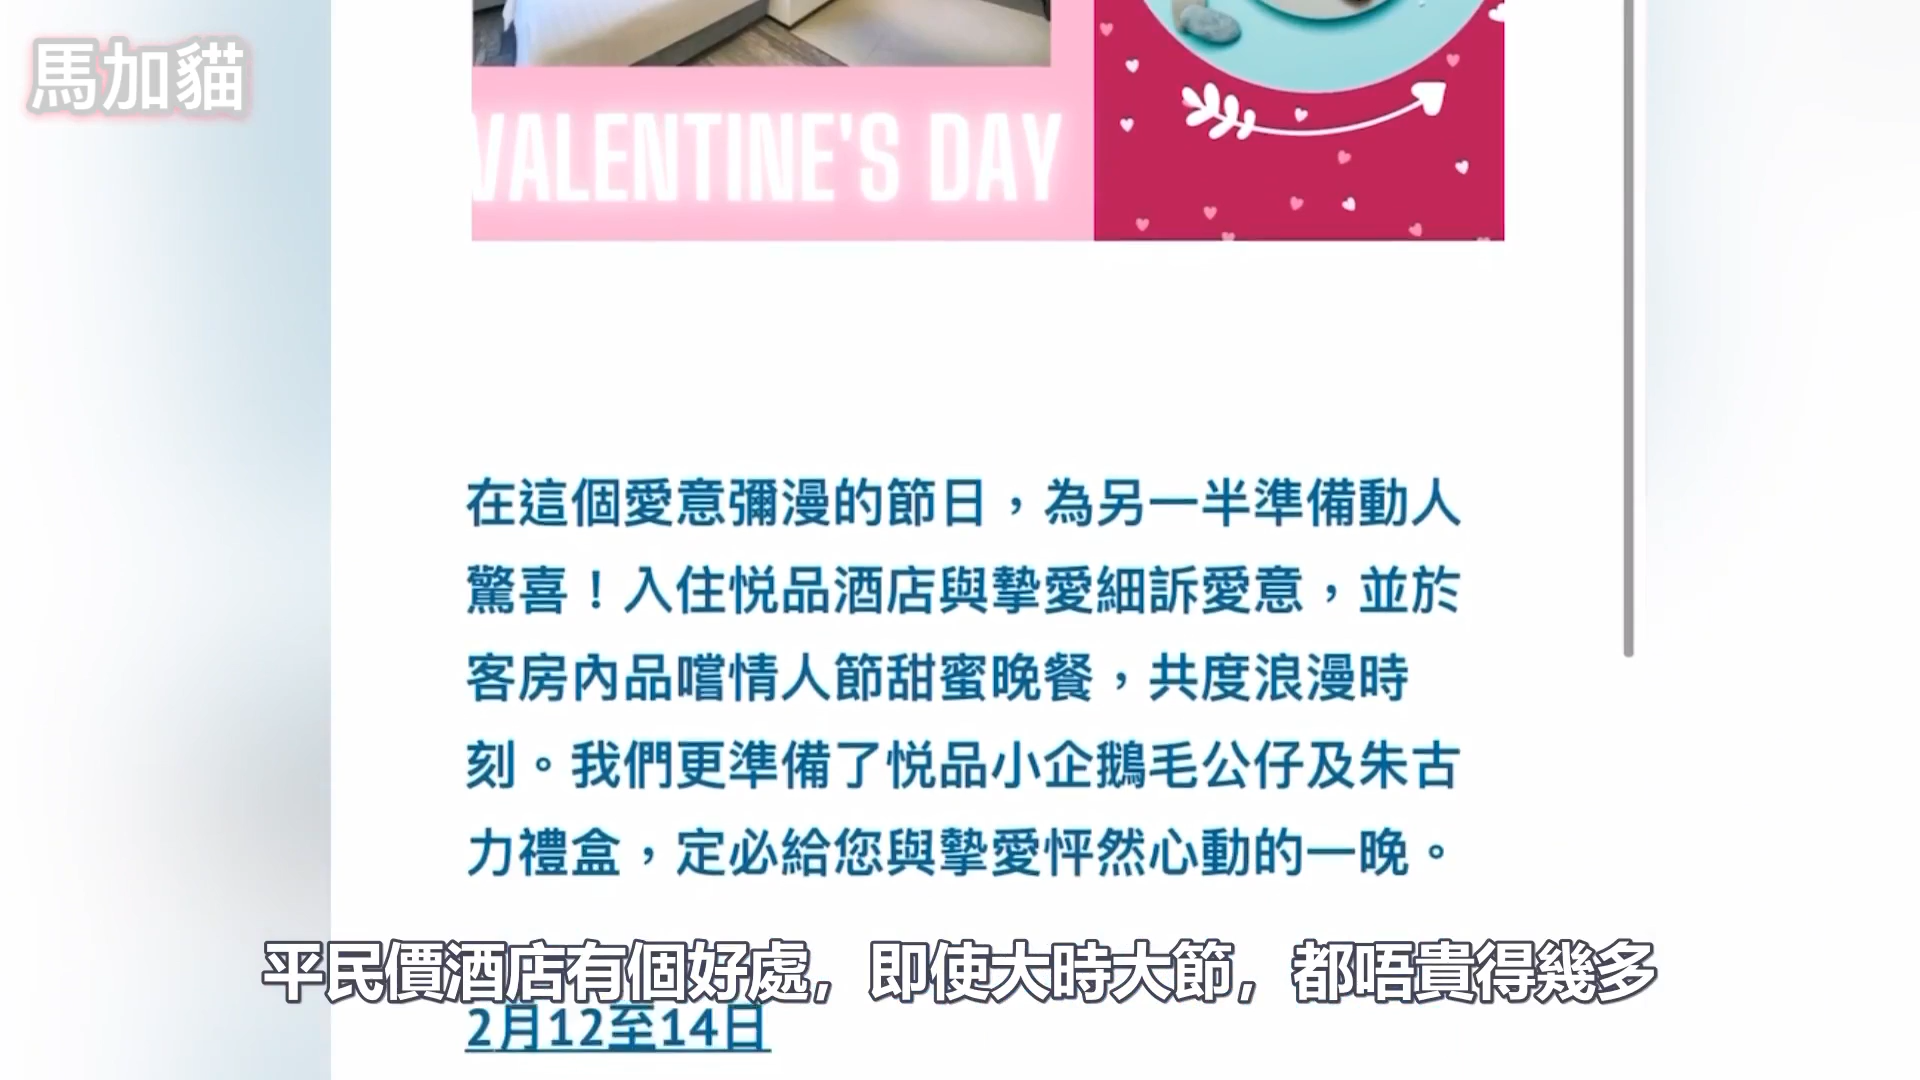 馬加貓
VALENTINE'S DAY
在這個愛意彌漫的節日，為另一半準備動人
驚喜！入住悅品酒店與摯愛細訴愛意，並於
客房內品嚐情人節甜蜜晚餐，共度浪漫時
刻。我們更準備了悅品小企鵝毛公仔及朱古
力禮盒，定必給您與摯愛怦然心動的一晚。
平民價酒店有個好處，即使大時大節，都唔貴得幾多
2月12至14日